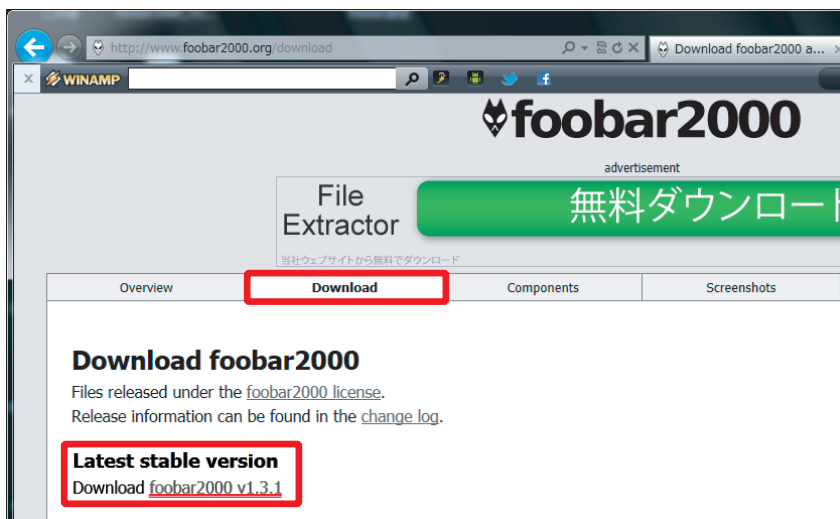 http://www.foobar2000.org/download
Download foobar2000 a...
WINAMP
foobar2000
advertisement
File
Extractor
無料ダウンロード
当社ウェブサイトから無料でダウンロード
Overview
Download
Components
Screenshots
Download foobar2000
Files released under the foobar2000 license.
Release information can be found in the change log.
Latest stable version
Download foobar2000 v1.3.1